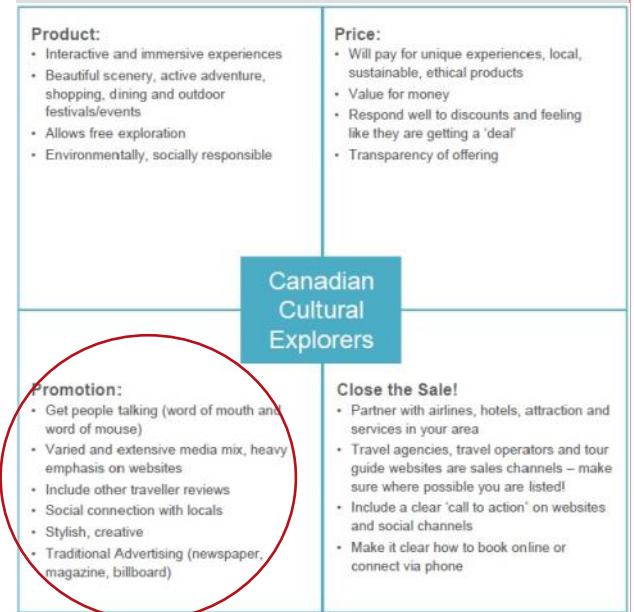 Product:
• Interactive and immersive experiences
• Beautiful scenery, active adventure,
shopping, dining and outdoor
festivals/events
• Allows free exploration
• Environmentally, socially responsible
Price:
• Will pay for unique experiences, local,
sustainable, ethical products
• Value for money
• Respond well to discounts and feeling
like they are getting a 'deal'
• Transparency of offering
Canadian
Cultural
Explorers
Promotion:
• Get people talking (word of mouth and
word of mouse)
• Varied and extensive media mix, heavy
emphasis on websites
• Include other traveller reviews
• Social connection with locals
• Stylish, creative
• Traditional Advertising (newspaper,
magazine, billboard)
Close the Sale!
• Partner with airlines, hotels, attraction and
services in your area
• Travel agencies, travel operators and tour
guide websites are sales channels – make
sure where possible you are listed!
• Include a clear 'call to action' on websites
and social channels
• Make it clear how to book online or
connect via phone